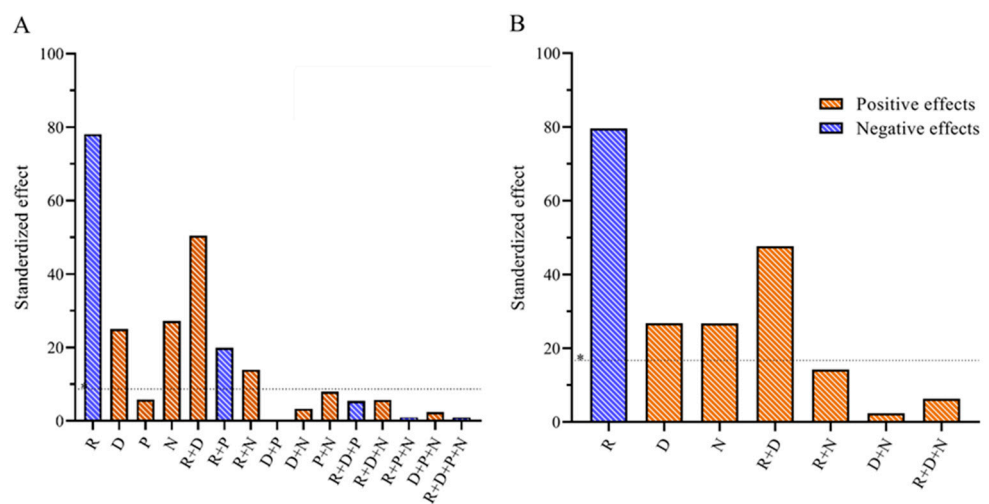 A
Standerdized effect
100
80
60
40
20
0
*
R
D
P
N
R+D
R+P
R+N
D+P
D+N
P+N
R+D+P
R+D+N
R+P+N
D+P+N
R+D+P+N
B
Standerdized effect
100
80
60
40
20
0
*
Positive effects
Negative effects
R
D
N
R+D
R+N
D+N
R+D+N